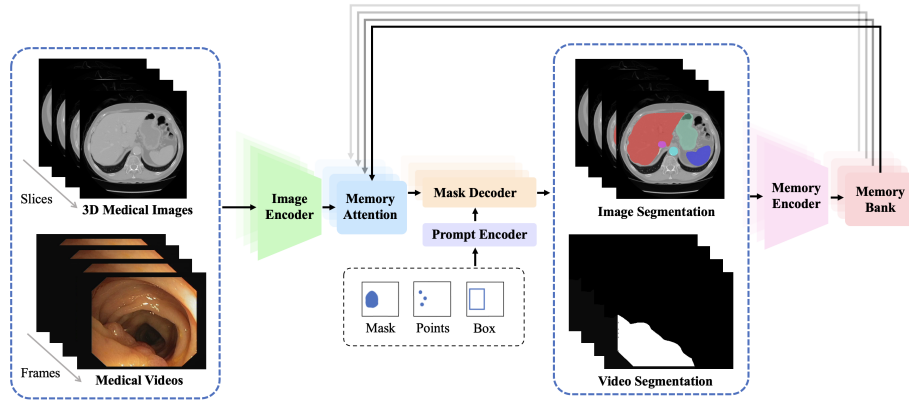 Slices
3D Medical Images
Frames
Medical Videos
Image
Encoder
Memory
Attention
Mask Decoder
Prompt Encoder
Mask
Points
Box
Image Segmentation
Video Segmentation
Memory
Encoder
Memory
Bank